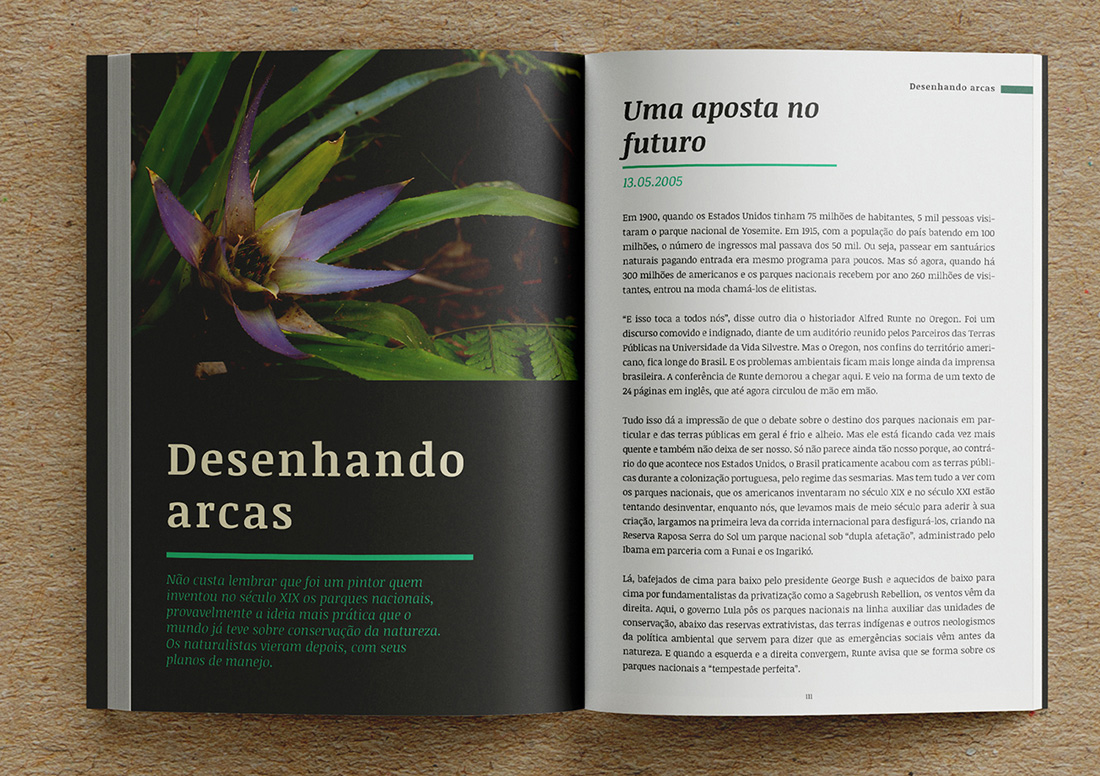 Desenhando
arcas
Não custa lembrar que foi um pintor quem
inventou no século XIX os parques nacionais,
provavelmente a ideia mais prática que o
mundo já teve sobre conservação da natureza.
Os naturalistas vieram depois, com seus
planos de manejo.
Desenhando arcas
Uma aposta no
futuro
13.05.2005
Em 1900, quando os Estados Unidos tinham 75 milhões de habitantes, 5 mil pessoas visi-
taram o parque nacional de Yosemite. Em 1915, com a população do país batendo em 100
milhões, o número de ingressos mal passava dos 50 mil. Ou seja, passear em santuários
naturais pagando entrada era mesmo programa para poucos. Mas só agora, quando há
300 milhões de americanos e os parques nacionais recebem por ano 260 milhões de visi-
tantes, entrou na moda chamá-los de elitistas.
“E isso toca a todos nós”, disse outro dia o historiador Alfred Runte no Oregon. Foi um
discurso comovido e indignado, diante de um auditório reunido pelos Parceiros das Terras
Públicas na Universidade da Vida Silvestre. Mas o Oregon, nos confins do território ameri-
cano, fica longe do Brasil. E os problemas ambientais ficam mais longe ainda da imprensa
brasileira. A conferência de Runte demorou a chegar aqui. E veio na forma de um texto de
24 páginas em inglês, que até agora circulou de mão em mão.
Tudo isso dá a impressão de que o debate sobre o destino dos parques nacionais em par-
ticular e das terras públicas em geral é frio e alheio. Mas ele está ficando cada vez mais
quente e também não deixa de ser nosso. Só não parece ainda tão nosso porque, ao contrá-
rio do que acontece nos Estados Unidos, o Brasil praticamente acabou com as terras públi-
cas durante a colonização portuguesa, pelo regime das sesmarias. Mas tem tudo a ver com
os parques nacionais, que os americanos inventaram no século XIX e no século XXI estão
tentando desinventar, enquanto nós, que levamos mais de meio século para aderir à sua
criação, largamos na primeira leva da corrida internacional para desfigurá-los, criando na
Reserva Raposa Serra do Sol um parque nacional sob “dupla afetação”, administrado pelo
Ibama em parceria com a Funai e os Ingarikó.
Lá, bafejados de cima para baixo pelo presidente George Bush e aquecidos de baixo para
cima por fundamentalistas da privatização como a Sagebrush Rebellion, os ventos vêm da
direita. Aqui, o governo Lula pôs os parques nacionais na linha auxiliar das unidades de
conservação, abaixo das reservas extrativistas, das terras indígenas e outros neologismos
da política ambiental que servem para dizer que as emergências sociais vêm antes da
natureza. E quando a esquerda e a direita convergem, Runte avisa que se forma sobre os
parques nacionais a “tempestade perfeita”.